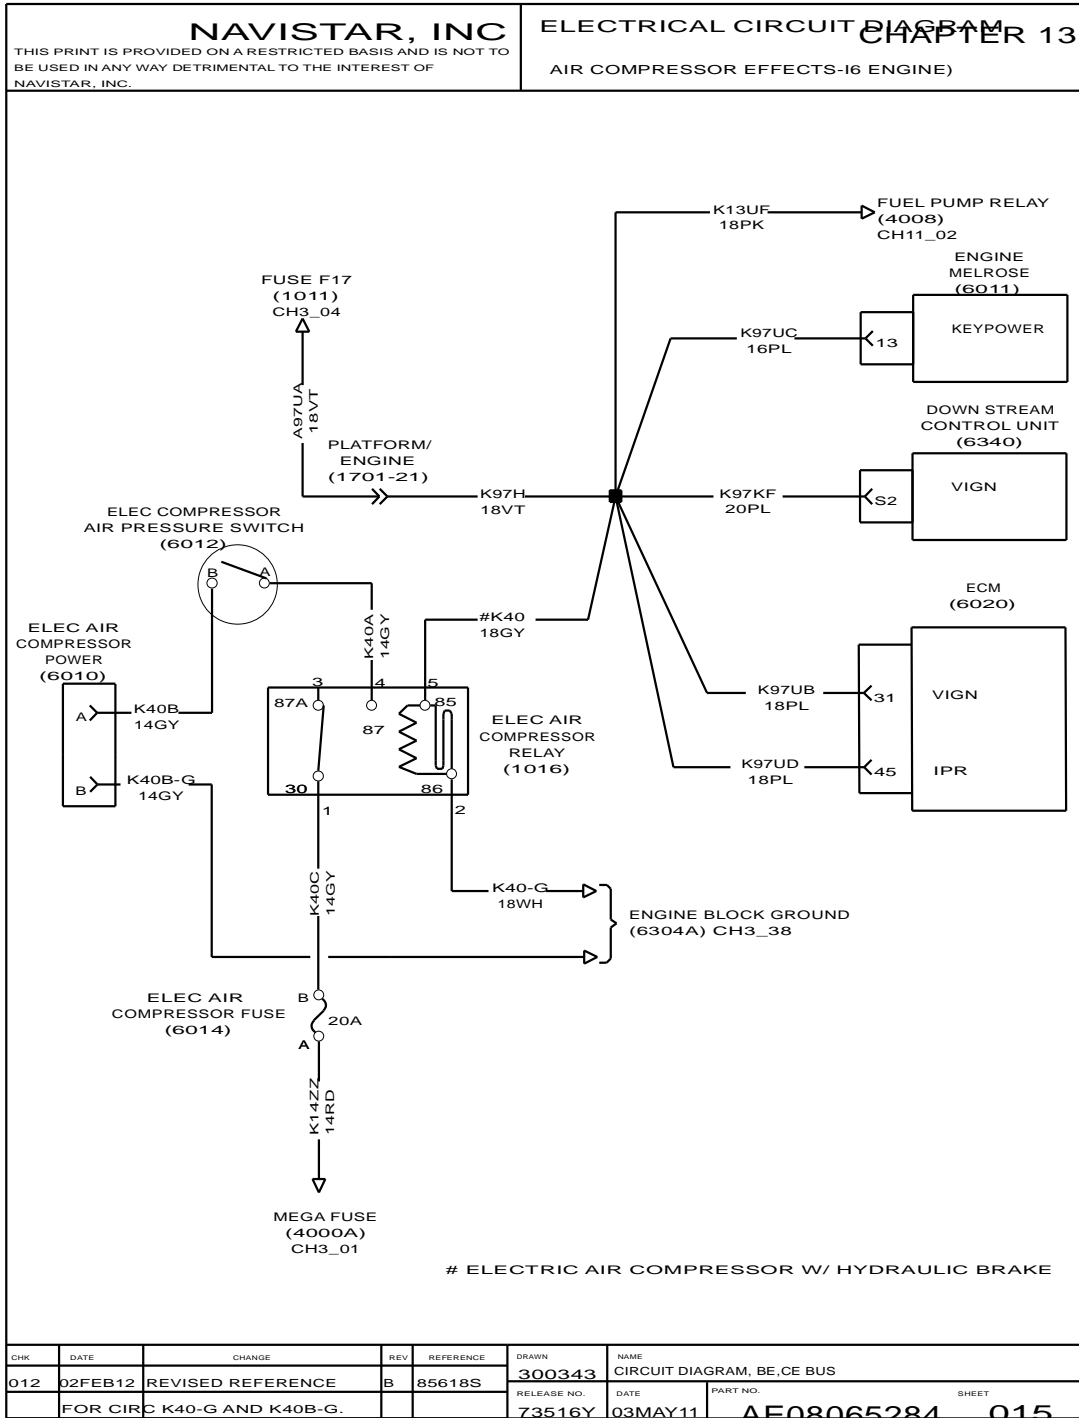 NAVISTAR, INC
THIS PRINT IS PROVIDED ON A RESTRICTED BASIS AND IS NOT TO
BE USED IN ANY WAY DETRIMENTAL TO THE INTEREST OF
NAVISTAR, INC.
ELECTRICAL CIRCUIT DIAGRAM
CHAPTER 13
AIR COMPRESSOR EFFECTS-I6 ENGINE)
K13UF
18PK
FUEL PUMP RELAY
(4008)
CH11_02
ENGINE
MELROSE
(6011)
KEYPOWER
K97UC
16PL
13
FUSE F17
(1011)
CH3_04
A97UA
18VT
PLATFORM/
ENGINE
(1701-21)
K97H
18VT
DOWN STREAM
CONTROL UNIT
(6340)
VIGN
K97KF
20PL
S2
ELEC COMPRESSOR
AIR PRESSURE SWITCH
(6012)
B
A
K40A
14GY
#K40
18GY
ECM
(6020)
K97UB
18PL
31
VIGN
K97UD
18PL
45
IPR
ELEC AIR
COMPRESSOR
POWER
(6010)
A
K40B
14GY
B
K40B-G
14GY
3
4
5
87A
87
85
30
86
1
2
ELEC AIR
COMPRESSOR
RELAY
(1016)
K40C
14GY
K40-G
18WH
ENGINE BLOCK GROUND
(6304A) CH3_38
ELEC AIR
COMPRESSOR FUSE
(6014)
B
20A
A
K14ZZ
14RD
MEGA FUSE
(4000A)
CH3_01
# ELECTRIC AIR COMPRESSOR W/ HYDRAULIC BRAKE
CHK DATE CHANGE REV REFERENCE
012 02FEB12 REVISED REFERENCE B 85618S
FOR CIRC K40-G AND K40B-G.
DRAWN
300343
NAME
CIRCUIT DIAGRAM, BE,CE BUS
RELEASE NO. DATE PART NO. SHEET
73516Y 03MAY11 AE08065284 015